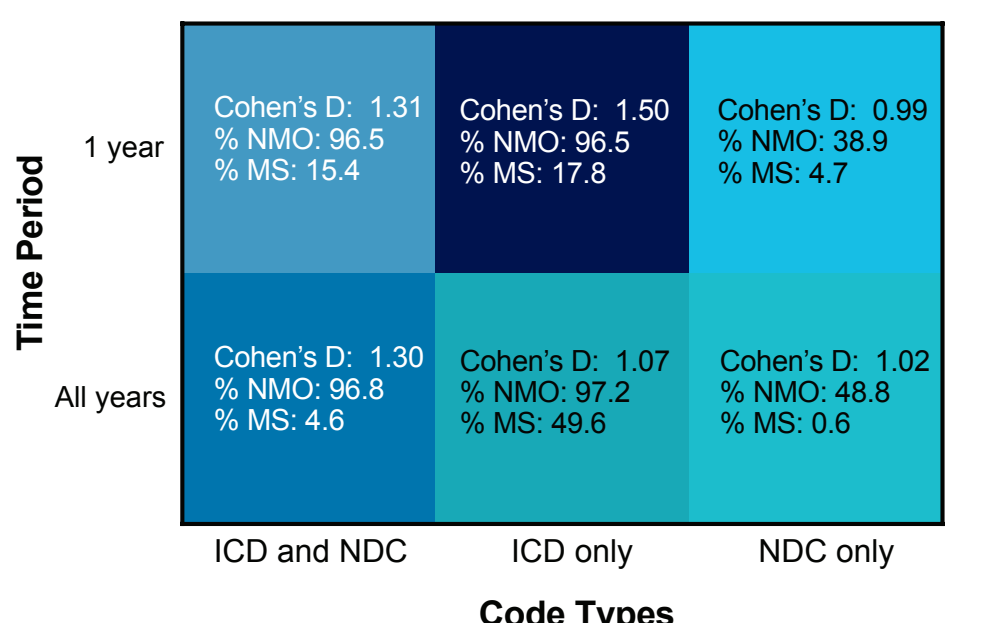 Time Period
1 year
Cohen's D: 1.31
% NMO: 96.5
% MS: 15.4
Cohen's D: 1.50
% NMO: 96.5
% MS: 17.8
Cohen's D: 0.99
% NMO: 38.9
% MS: 4.7
All years
Cohen's D: 1.30
% NMO: 96.8
% MS: 4.6
Cohen's D: 1.07
% NMO: 97.2
% MS: 49.6
Cohen's D: 1.02
% NMO: 48.8
% MS: 0.6
ICD and NDC
ICD only
NDC only
Code Types